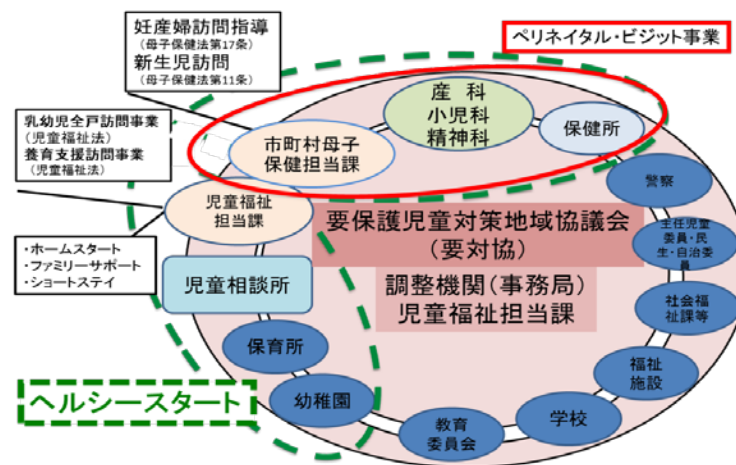 妊産婦訪問指導
(母子保健法第17条)
新生児訪問
(母子保健法第11条)
ペリネイタル・ビジット事業
乳幼児全戸訪問事業
(児童福祉法)
養育支援訪問事業
(児童福祉法)
市町村母子
保健担当課
産 科
小児科
精神科
保健所
児童福祉
担当課
警察
・ホームスタート
・ファミリーサポート
・ショートステイ
要保護児童対策地域協議会
(要対協)
主任児童
委員・民
生・自治委
員
児童相談所
調整機関(事務局)
児童福祉担当課
社会福
祉課等
保育所
福祉
施設
ヘルシースタート
幼稚園
教育
委員会
学校